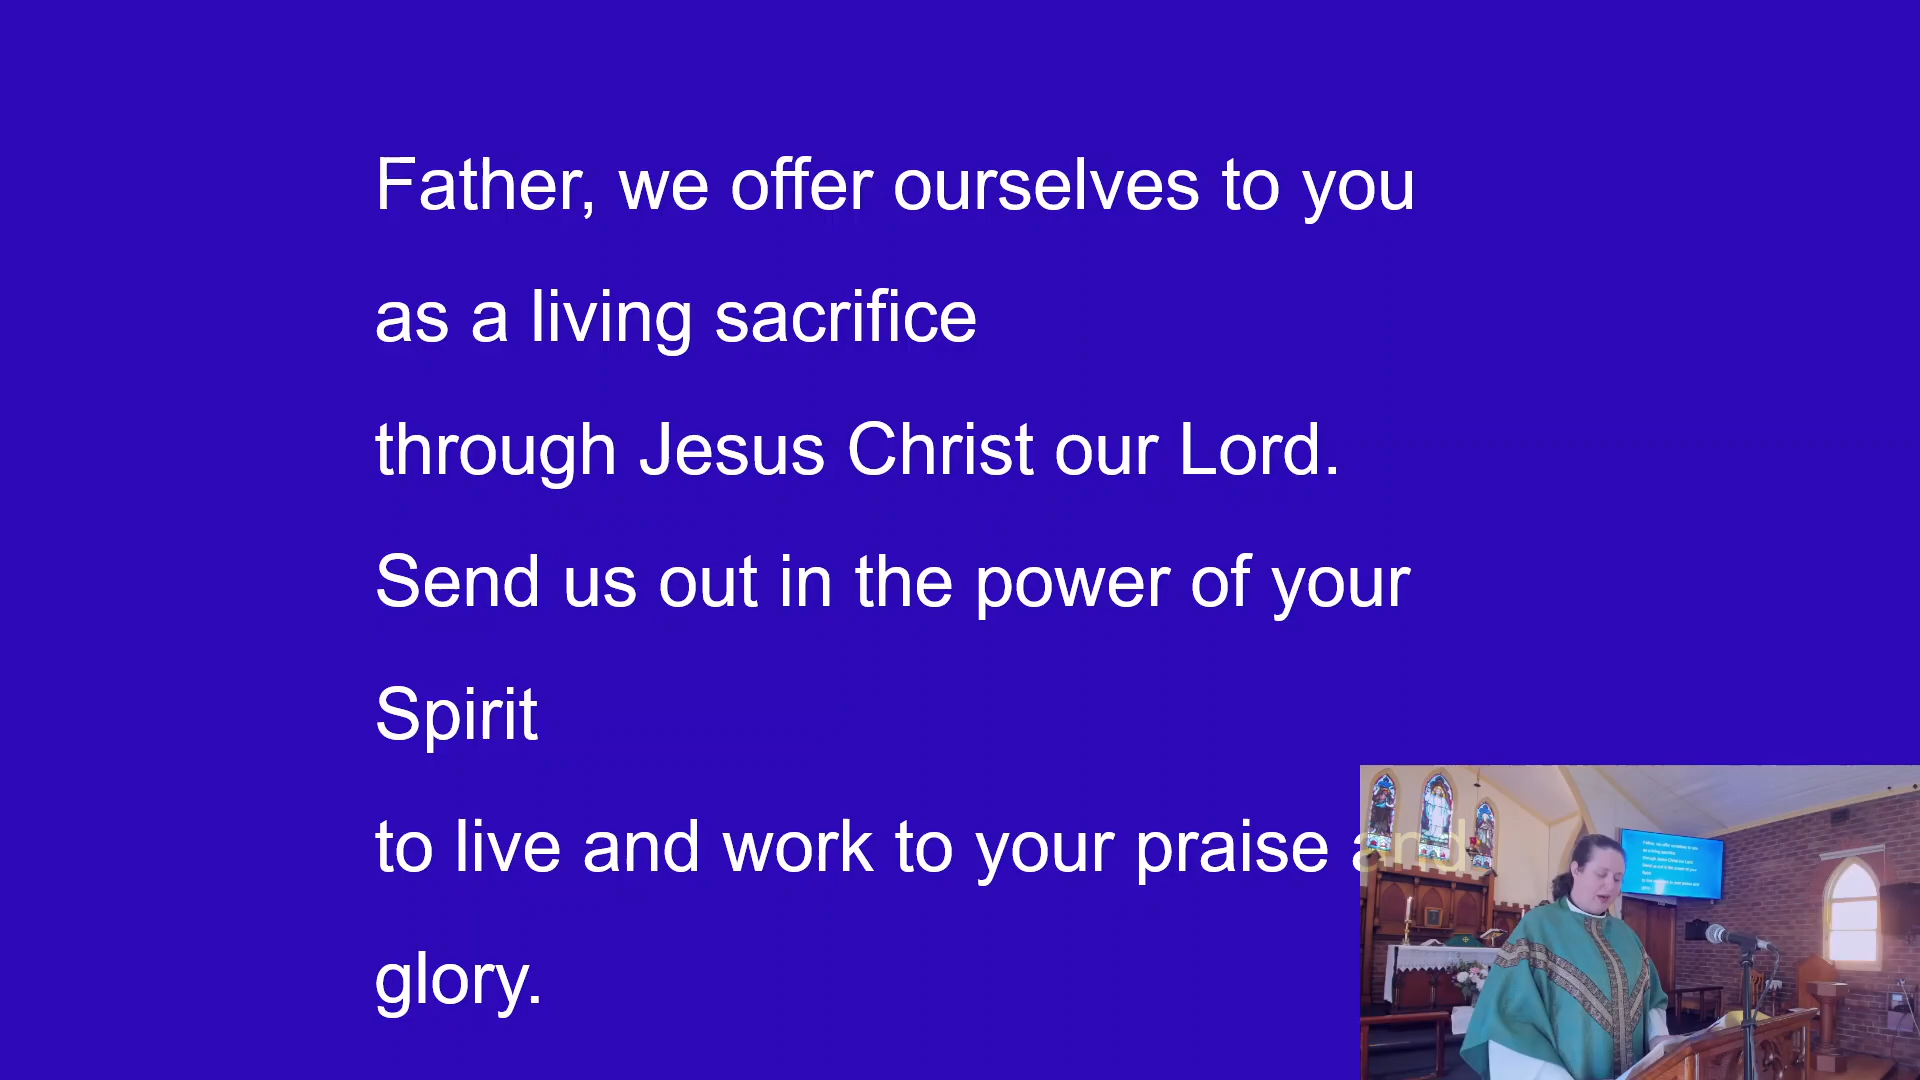 Father, we offer ourselves to you
as a living sacrifice
through Jesus Christ our Lord.
Send us out in the power of your
Spirit
to live and work to your praise and
glory.